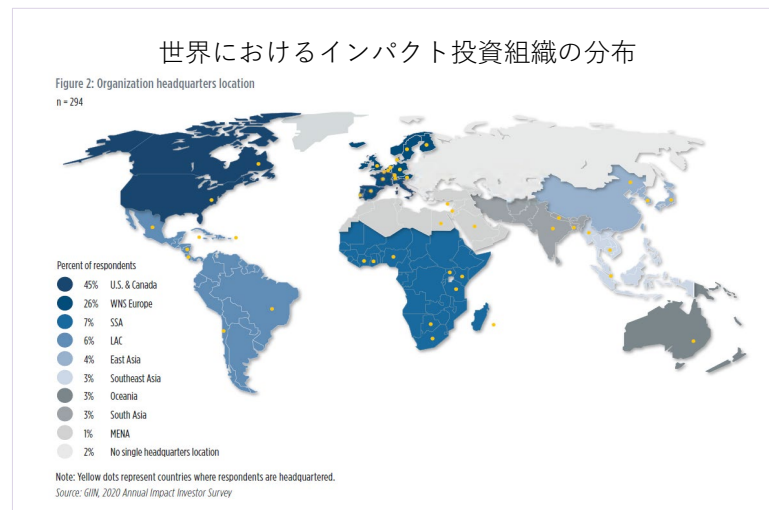 世界におけるインパクト投資組織の分布
Figure 2: Organization headquarters location
n = 294
Percent of respondents
45% U.S. & Canada
26% WNS Europe
7% SSA
6% LAC
4% East Asia
3% Southeast Asia
3% Oceania
3% South Asia
1% MENA
2% No single headquarters location
Note: Yellow dots represent countries where respondents are headquartered.
Source: GIIN, 2020 Annual Impact Investor Survey